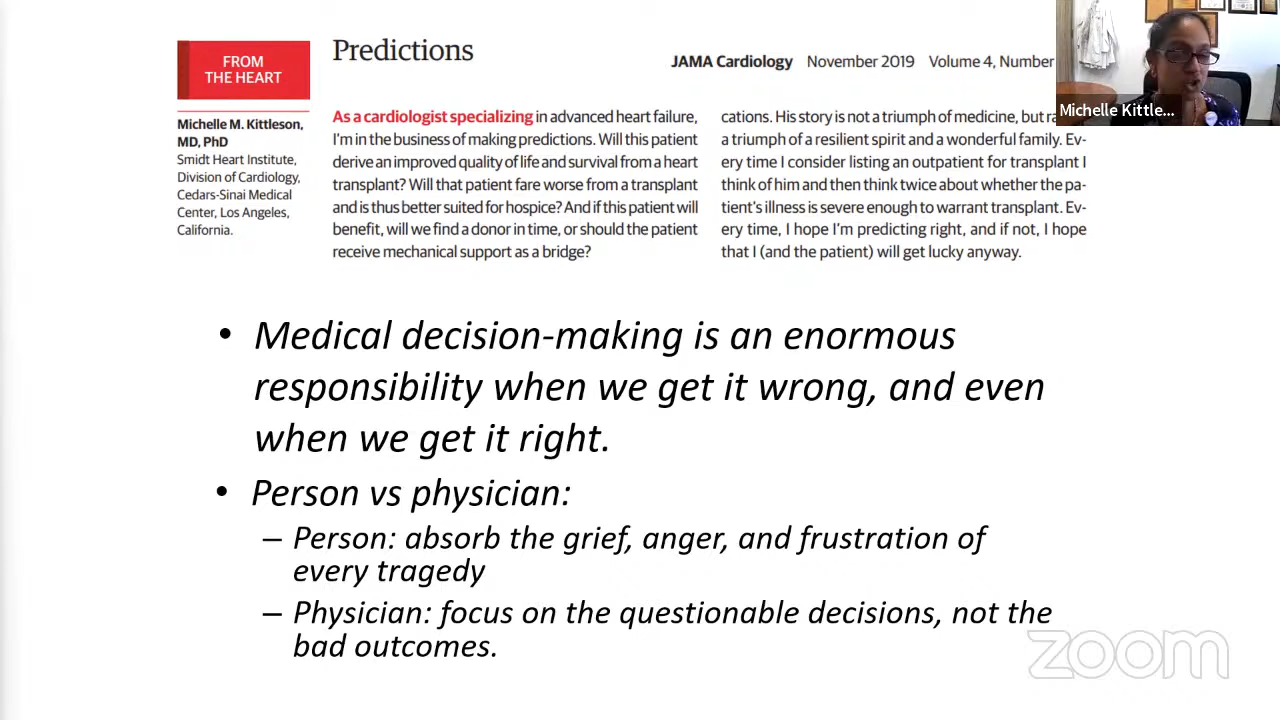 FROM
THE HEART
Predictions
JAMA Cardiology November 2019 Volume 4, Number
Michelle M. Kittleson,
MD, PhD
Smidt Heart Institute,
Division of Cardiology,
Cedars-Sinai Medical
Center, Los Angeles,
California.
As a cardiologist specializing in advanced heart failure,
I'm in the business of making predictions. Will this patient
derive an improved quality of life and survival from a heart
transplant? Will that patient fare worse from a transplant
and is thus better suited for hospice? And if this patient will
benefit, will we find a donor in time, or should the patient
receive mechanical support as a bridge?
cations. His story is not a triumph of medicine, but
a triumph of a resilient spirit and a wonderful family. Ev-
ery time I consider listing an outpatient for transplant I
think of him and then think twice about whether the pa-
tient's illness is severe enough to warrant transplant. Ev-
ery time, I hope I'm predicting right, and if not, I hope
that I (and the patient) will get lucky anyway.
Michelle Kittle...
• Medical decision-making is an enormous
responsibility when we get it wrong, and even
when we get it right.
• Person vs physician:
– Person: absorb the grief, anger, and frustration of
every tragedy
– Physician: focus on the questionable decisions, not the
bad outcomes.
zoom